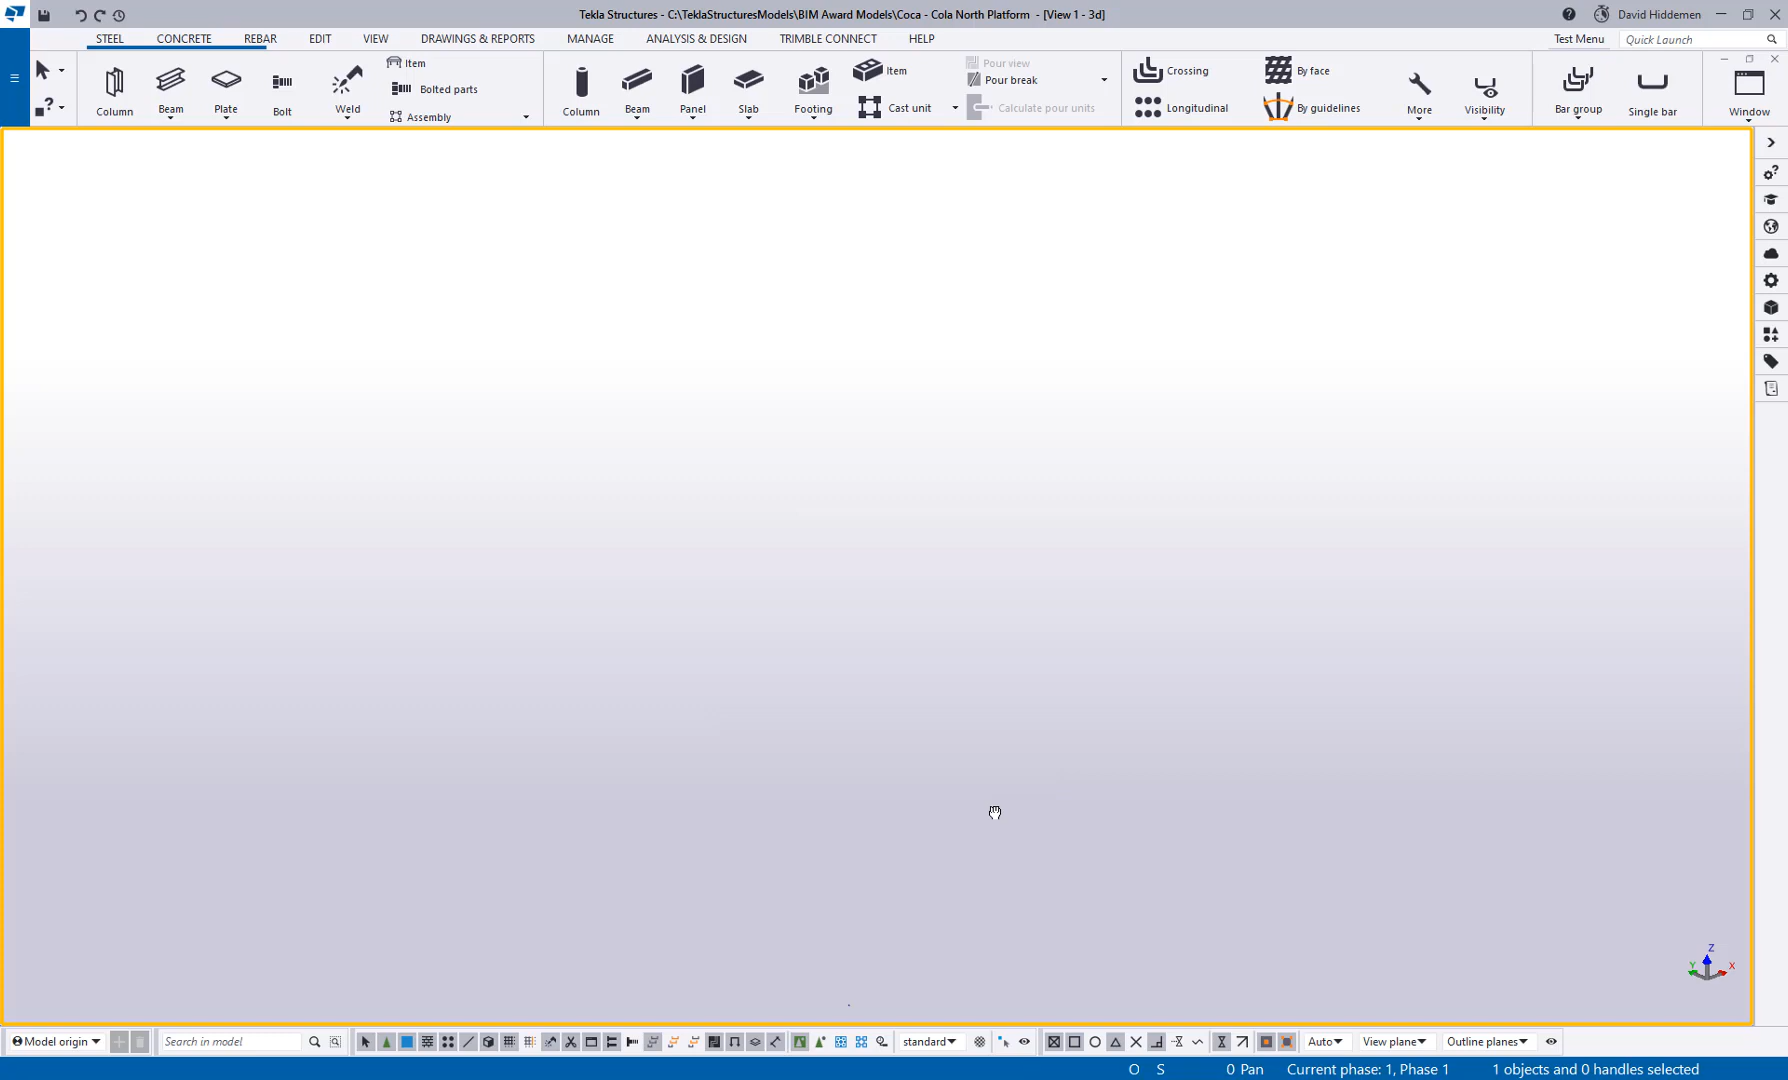 Tekla Structures - C:\TeklaStructuresModels\BIM Award Models\Coca - Cola North Platform - [View 1 - 3d]
David Hiddemen
STEEL CONCRETE REBAR EDIT VIEW DRAWINGS & REPORTS MANAGE ANALYSIS & DESIGN TRIMBLE CONNECT HELP
Test Menu Quick Launch
Item
Bolted parts
Assembly
Column Beam Plate Bolt Weld
Column Beam Panel Slab Footing
Item
Cast unit
Pour view
Pour break
Calculate pour units
Crossing
Longitudinal
By face
By guidelines
More Visibility
Bar group Single bar
Window
Z
Y X
Model origin Search in model standard Auto View plane Outline planes
O S 0 Pan Current phase: 1, Phase 1 1 objects and 0 handles selected